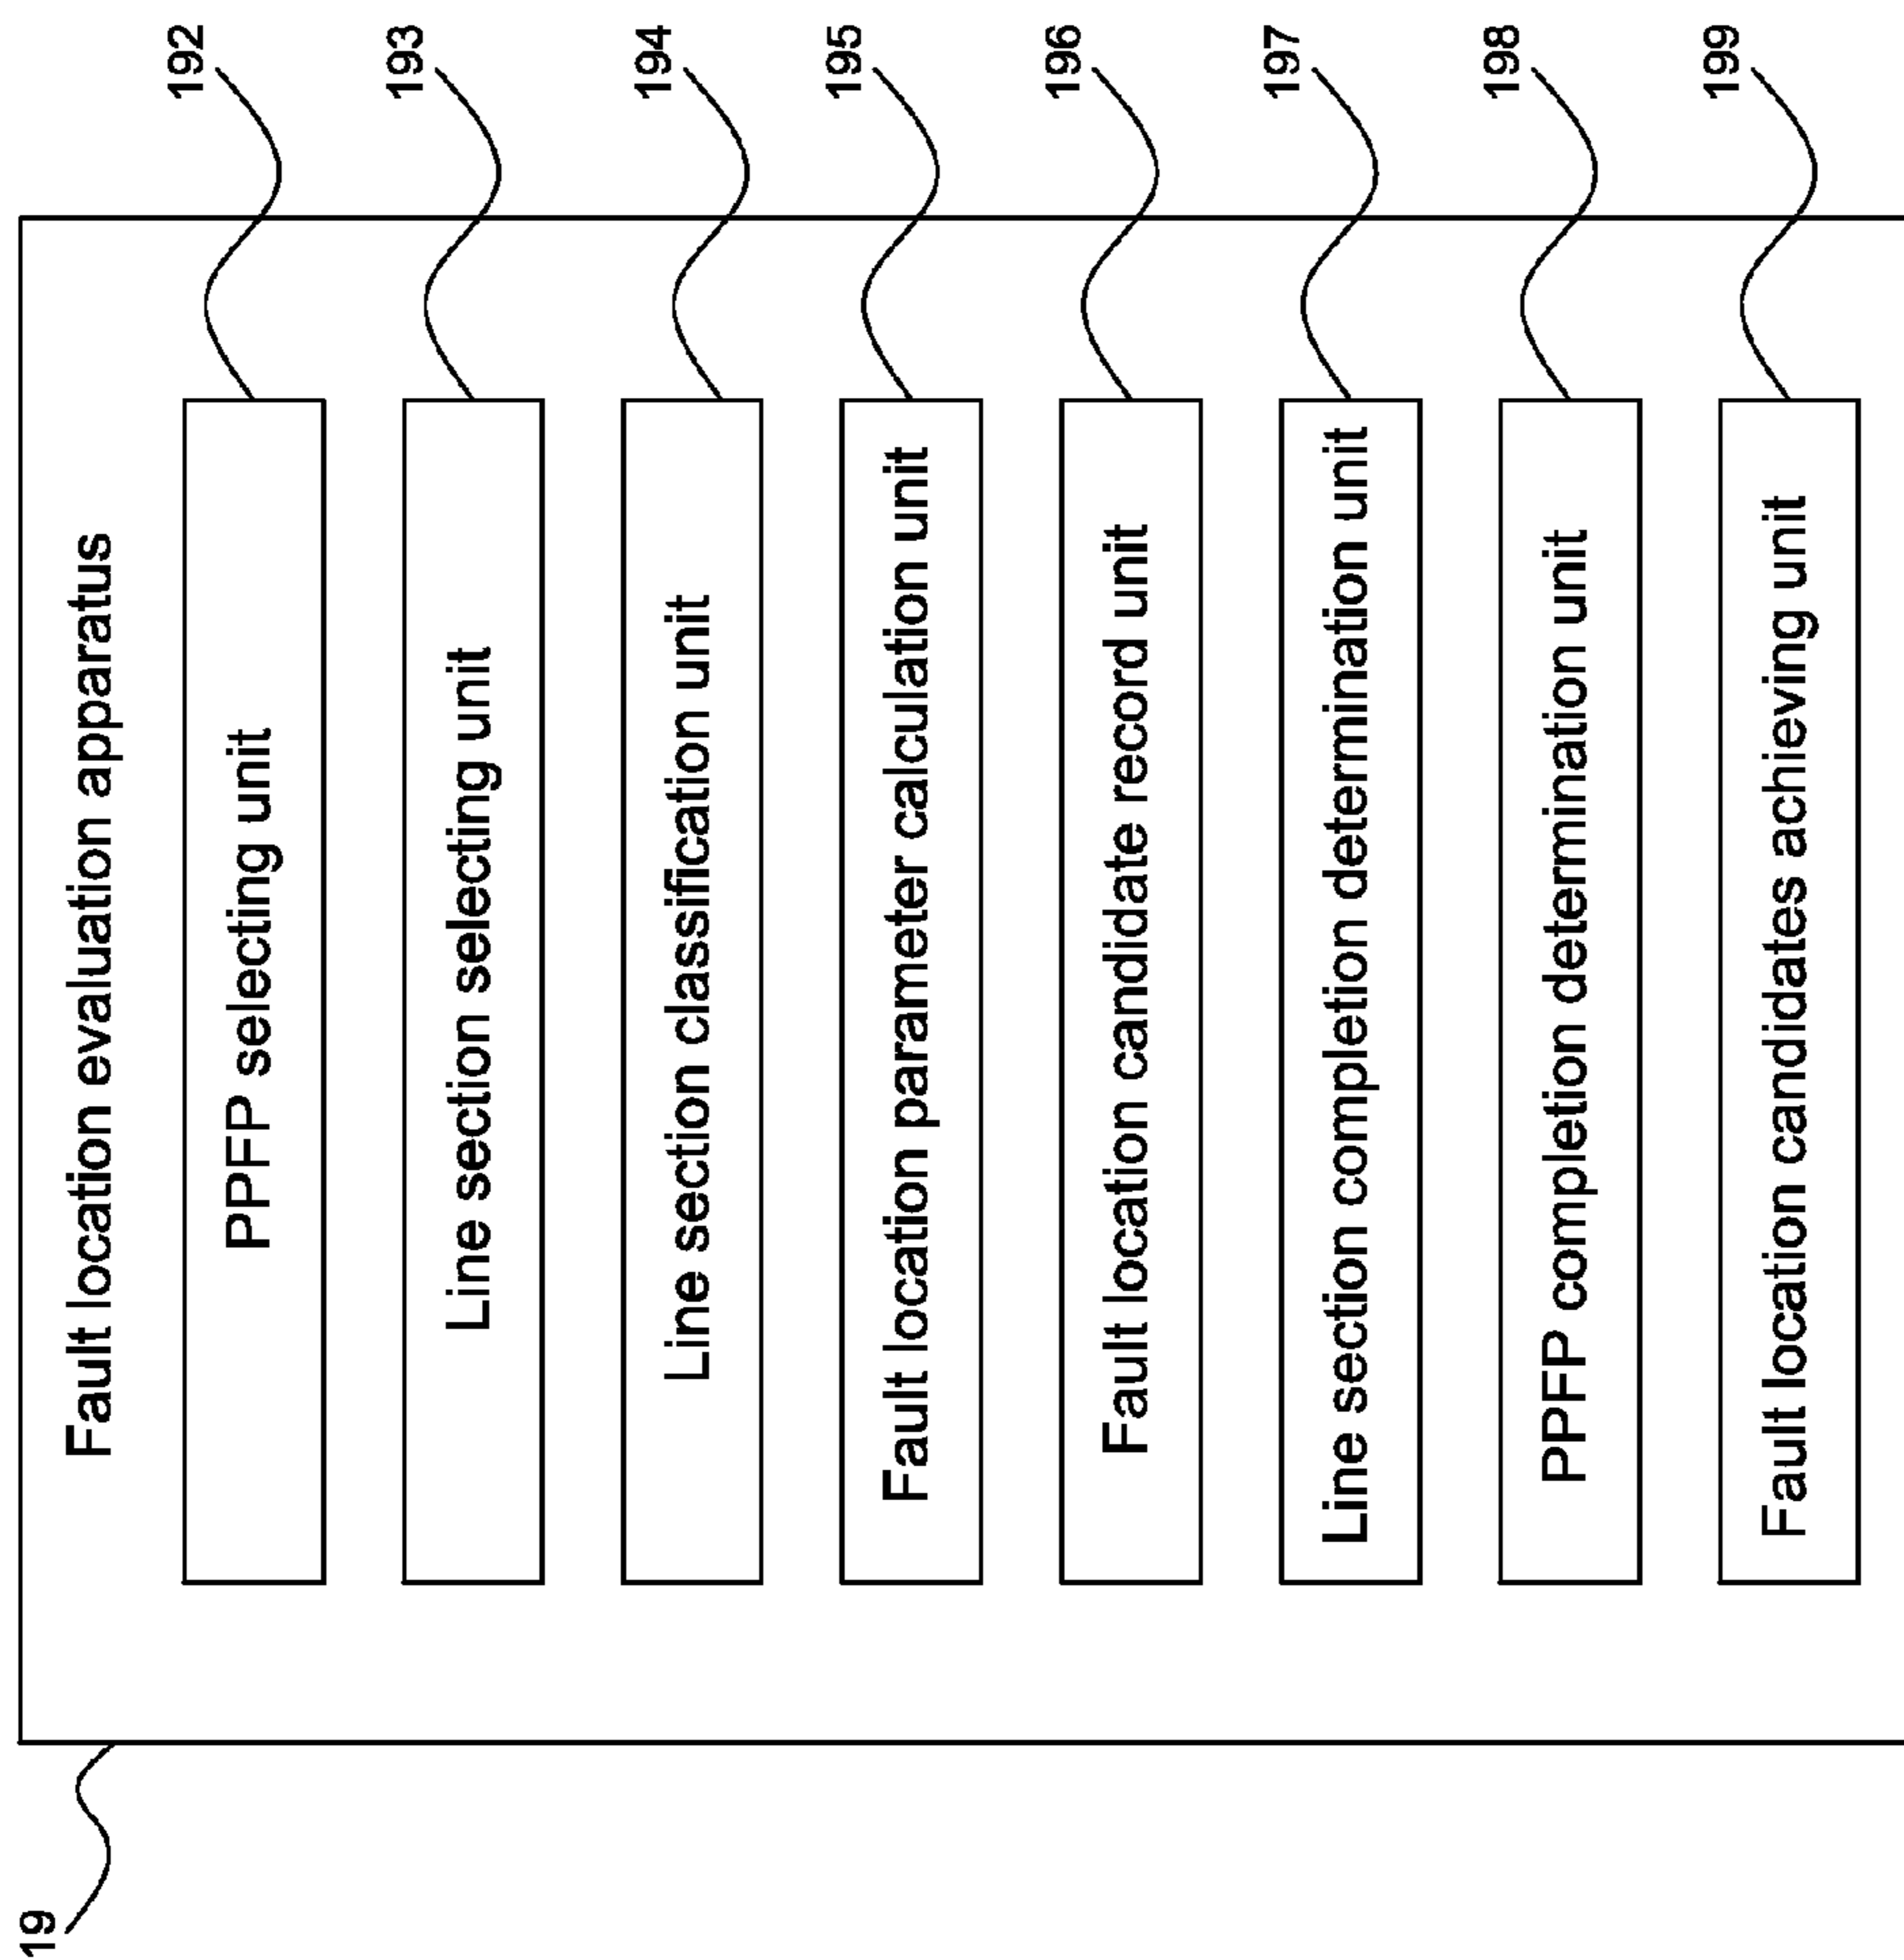 19
Fault location evaluation apparatus
PPFP selecting unit
192
Line section selecting unit
193
Line section classification unit
194
Fault location parameter calculation unit
195
Fault location candidate record unit
196
Line section completion determination unit
197
PPFP completion determination unit
198
Fault location candidates achieving unit
199